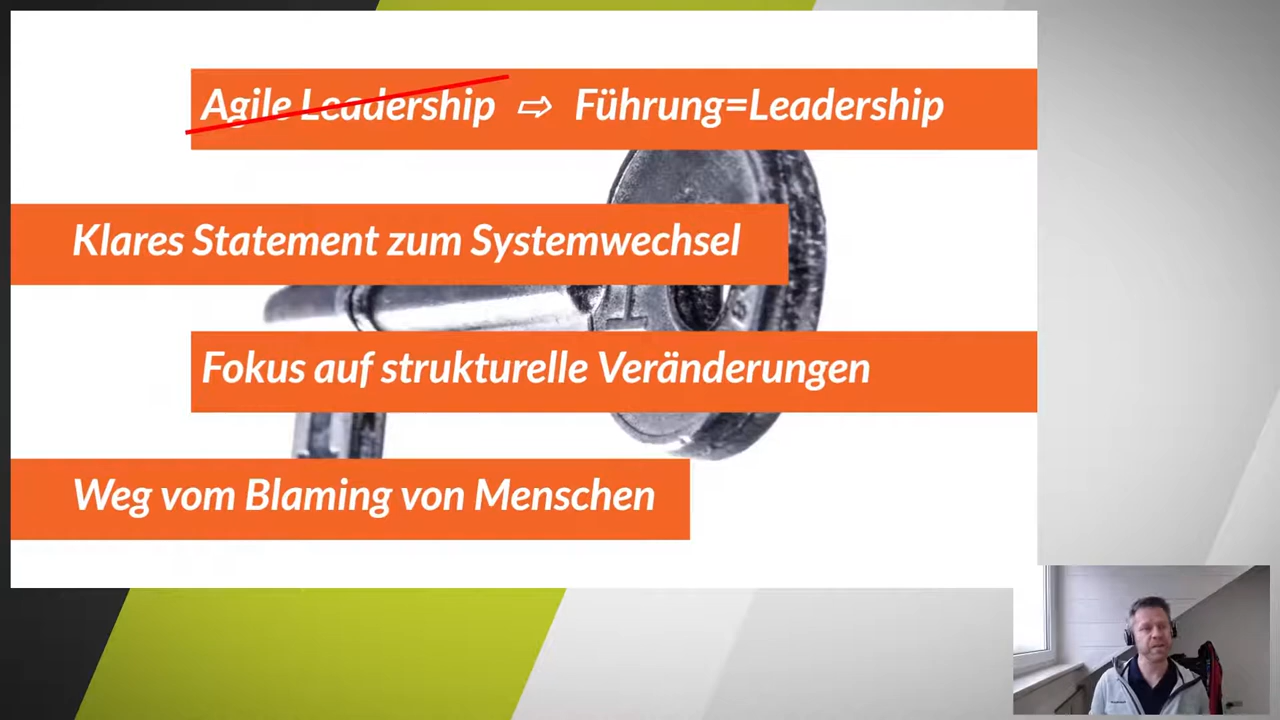 Agile Leadership ⇨ Führung=Leadership
Klares Statement zum Systemwechsel
Fokus auf strukturelle Veränderungen
Weg vom Blaming von Menschen